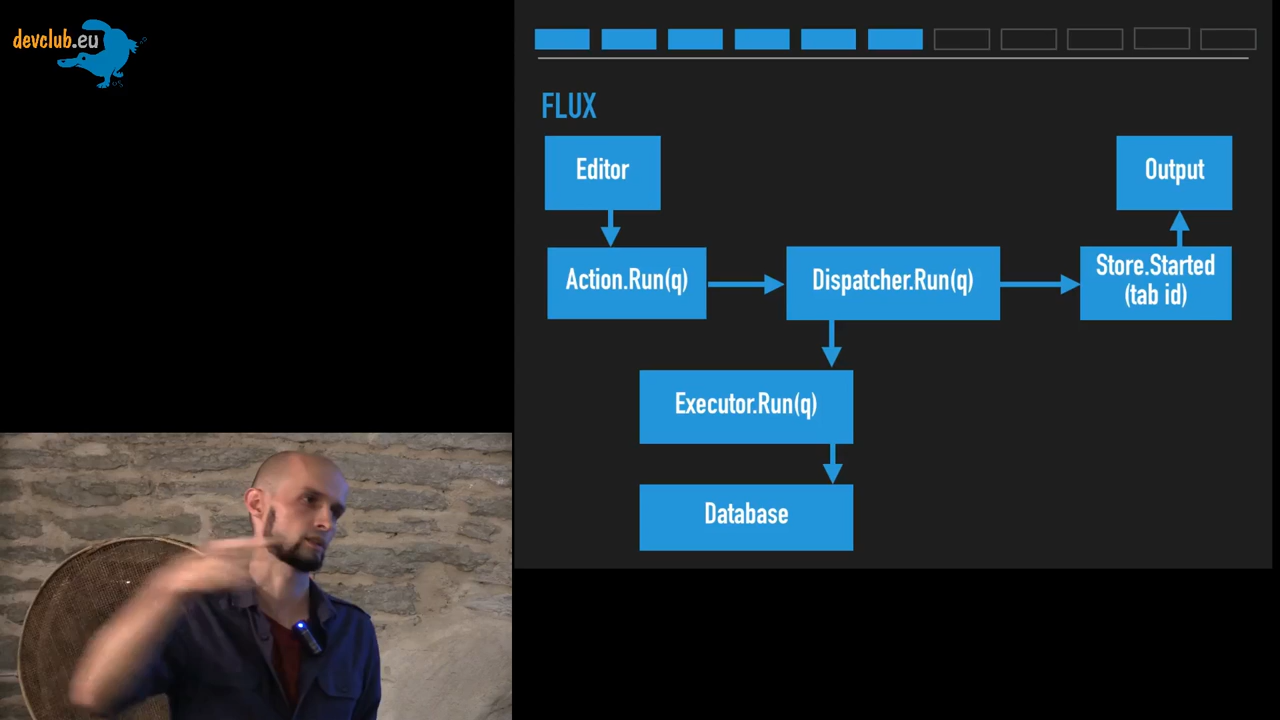 devclub.eu
FLUX
Editor
Output
Action.Run(q)
Dispatcher.Run(q)
Store.Started
(tab id)
Executor.Run(q)
Database